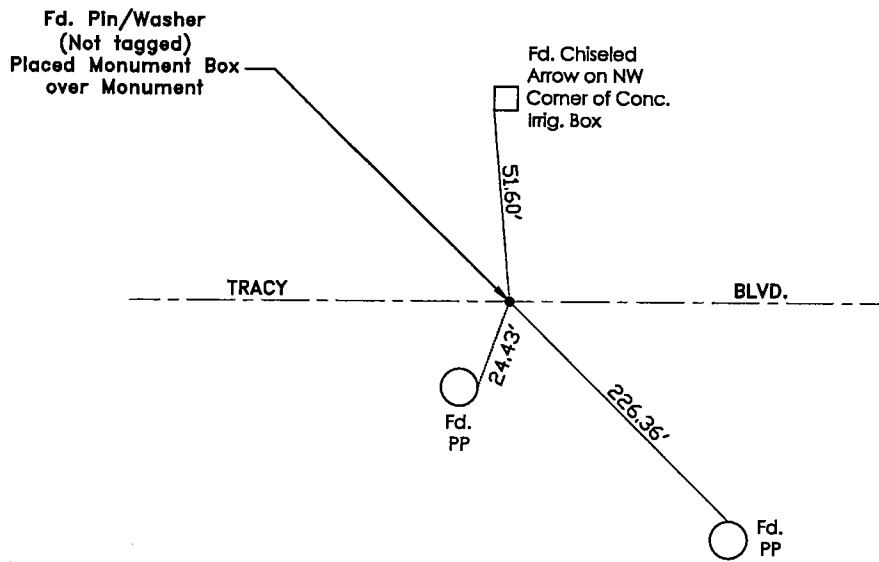 Fd. Pin/Washer
(Not tagged)
Placed Monument Box
over Monument
Fd. Chiseled
Arrow on NW
Corner of Conc.
Irrig. Box
51.60'
TRACY BLVD.
24.43'
226.36'
Fd.
PP
Fd.
PP